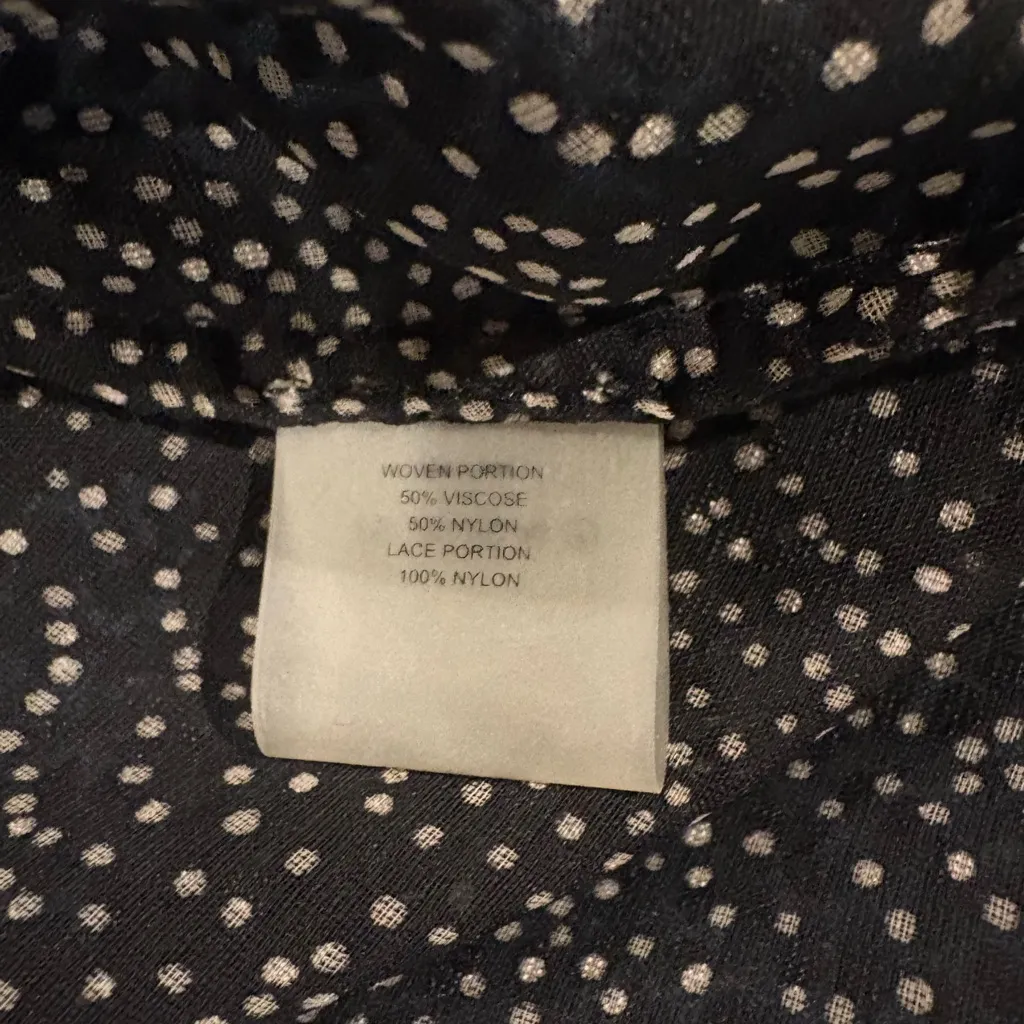 WOVEN PORTION
50% VISCOSE
50% NYLON
LACE PORTION
100% NYLON